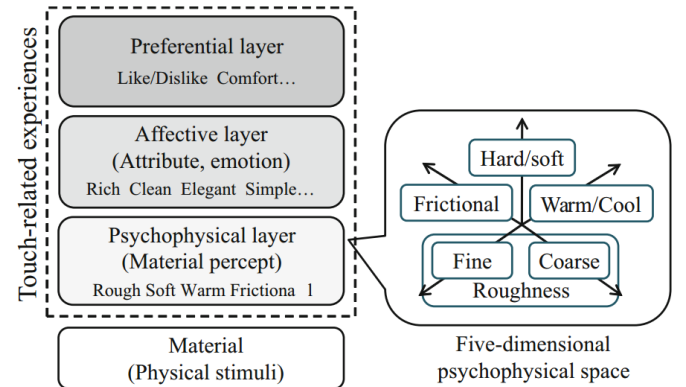 Touch-related experiences
Preferential layer
Like/Dislike Comfort…
Affective layer
(Attribute, emotion)
Rich Clean Elegant Simple…
Psychophysical layer
(Material percept)
Rough Soft Warm Frictiona l
Material
(Physical stimuli)
Hard/soft
Frictional
Warm/Cool
Fine
Coarse
Roughness
Five-dimensional
psychophysical space